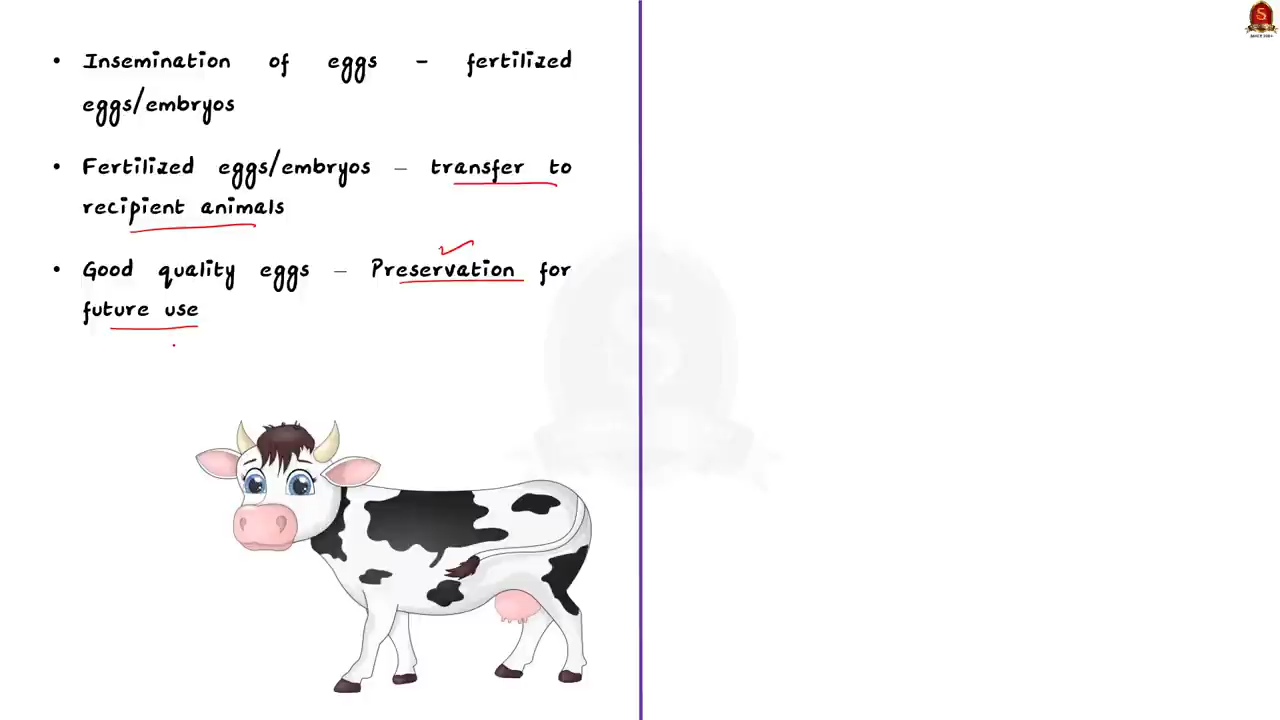 • Insemination of eggs - fertilized
eggs/embryos
• Fertilized eggs/embryos – transfer to
recipient animals
• Good quality eggs – Preservation for
future use